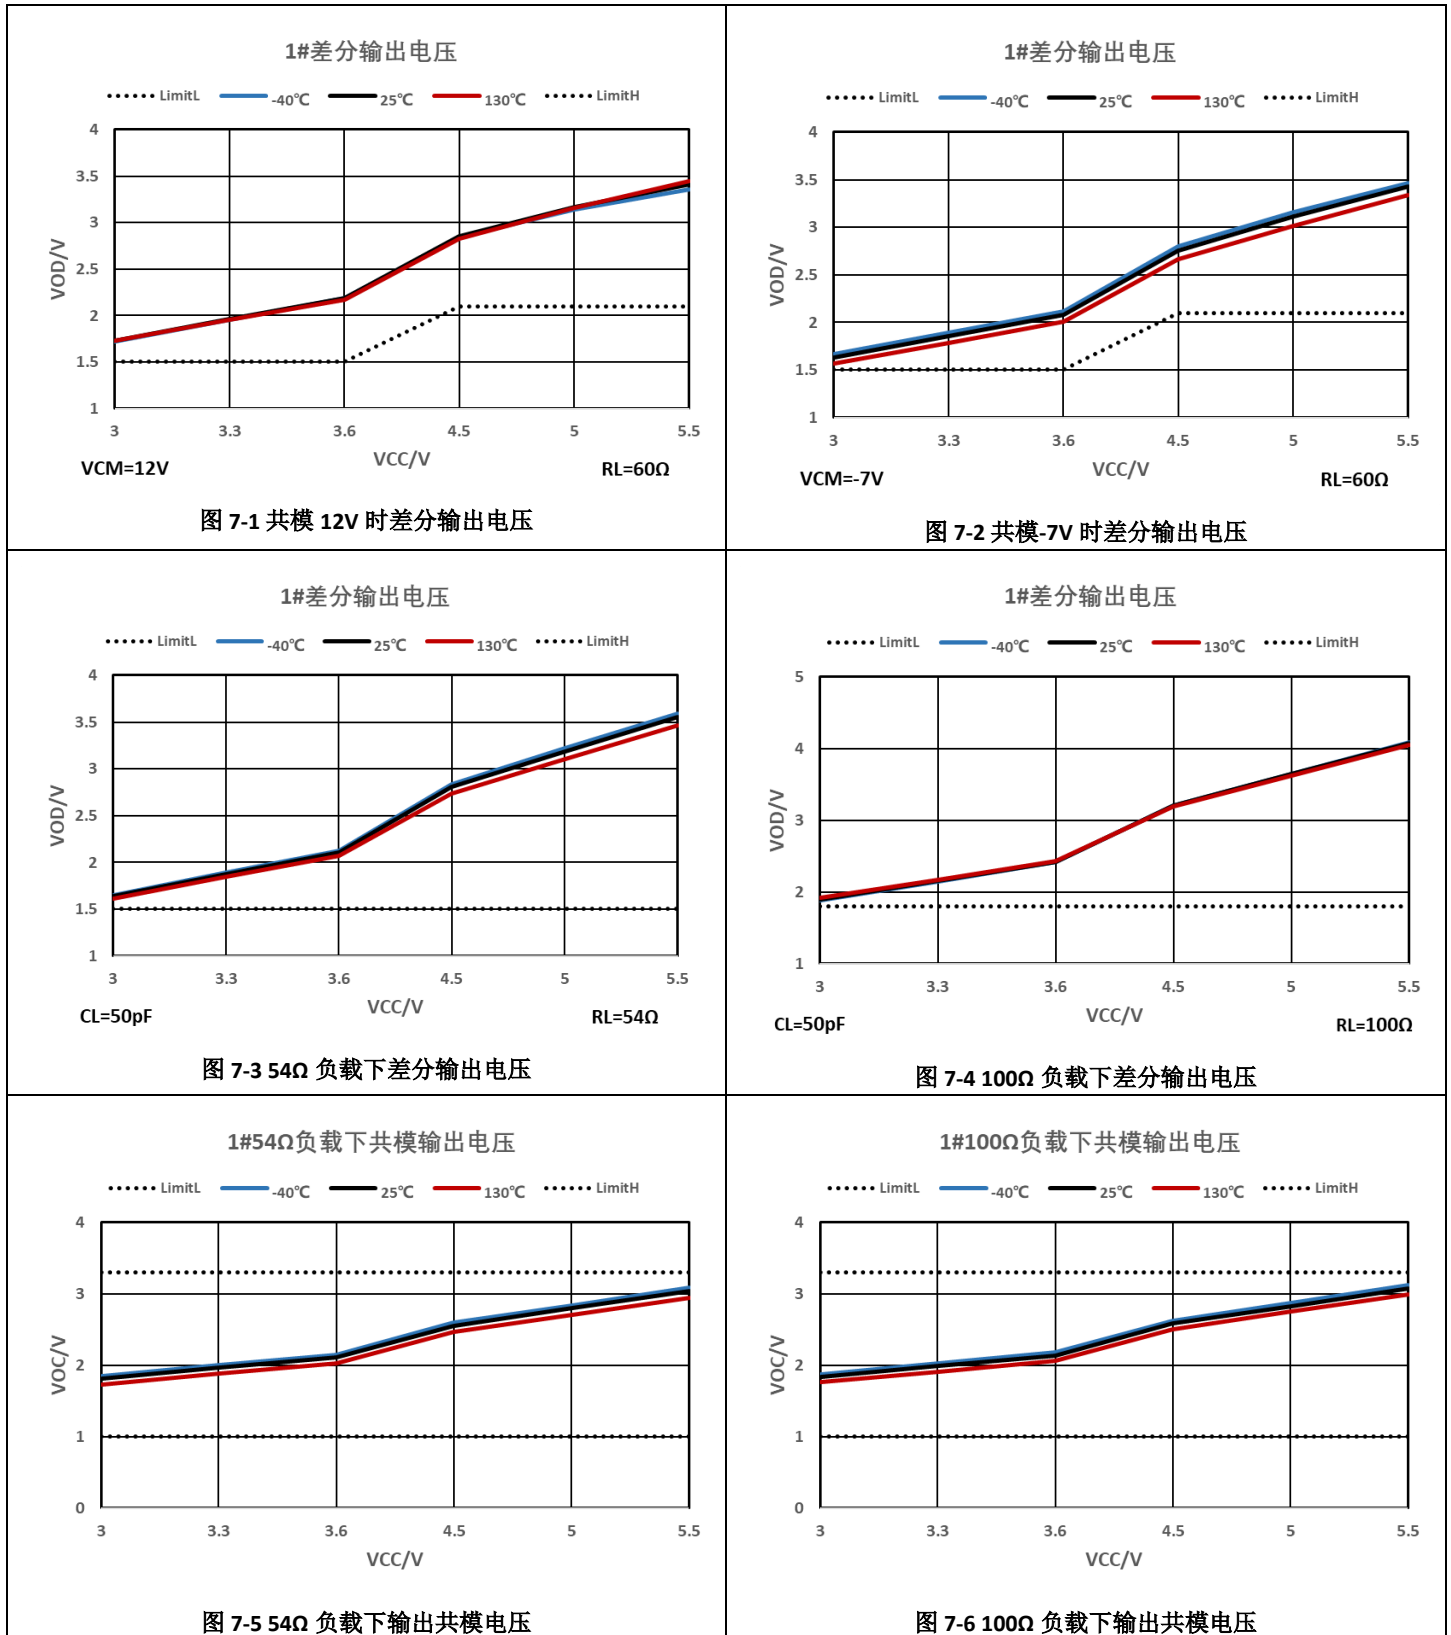 1#差分输出电压
LimitL -40℃ 25℃ 130℃ LimitH
4
3.5
3
2.5
2
1.5
1
VOD/V
3 3.3 3.6 4.5 5 5.5
VCC/V
VCM=12V RL=60Ω
图 7-1 共模 12V 时差分输出电压
1#差分输出电压
LimitL -40℃ 25℃ 130℃ LimitH
4
3.5
3
2.5
2
1.5
1
VOD/V
3 3.3 3.6 4.5 5 5.5
VCC/V
VCM=-7V RL=60Ω
图 7-2 共模-7V 时差分输出电压
1#差分输出电压
LimitL -40℃ 25℃ 130℃ LimitH
4
3.5
3
2.5
2
1.5
1
VOD/V
3 3.3 3.6 4.5 5 5.5
VCC/V
CL=50pF RL=54Ω
图 7-3 54Ω 负载下差分输出电压
1#差分输出电压
LimitL -40℃ 25℃ 130℃ LimitH
5
4
3
2
1
VOD/V
3 3.3 3.6 4.5 5 5.5
VCC/V
CL=50pF RL=100Ω
图 7-4 100Ω 负载下差分输出电压
1#54Ω负载下共模输出电压
LimitL -40℃ 25℃ 130℃ LimitH
4
3
2
1
0
VOC/V
3 3.3 3.6 4.5 5 5.5
VCC/V
图 7-5 54Ω 负载下输出共模电压
1#100Ω负载下共模输出电压
LimitL -40℃ 25℃ 130℃ LimitH
4
3
2
1
0
VOC/V
3 3.3 3.6 4.5 5 5.5
VCC/V
图 7-6 100Ω 负载下输出共模电压